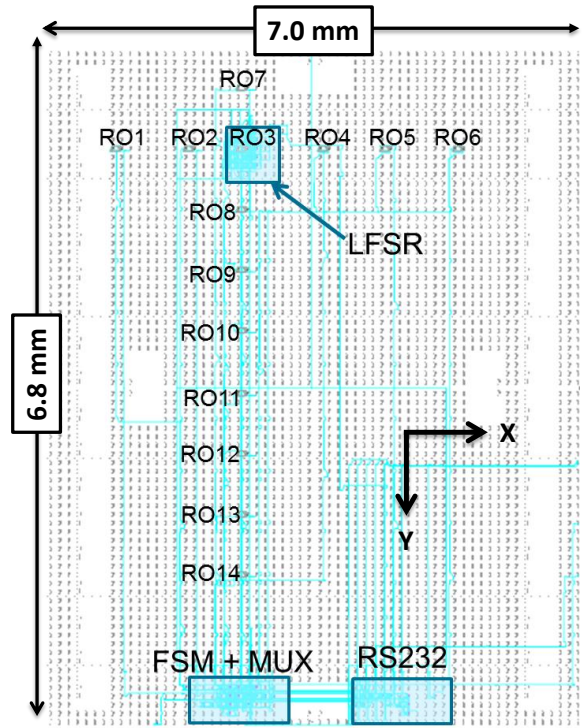 7.0 mm
RO7
RO1 RO2 RO3 RO4 RO5 RO6
RO8
LFSR
RO9
RO10
6.8 mm
RO11
X
RO12
RO13
Y
RO14
FSM + MUX RS232